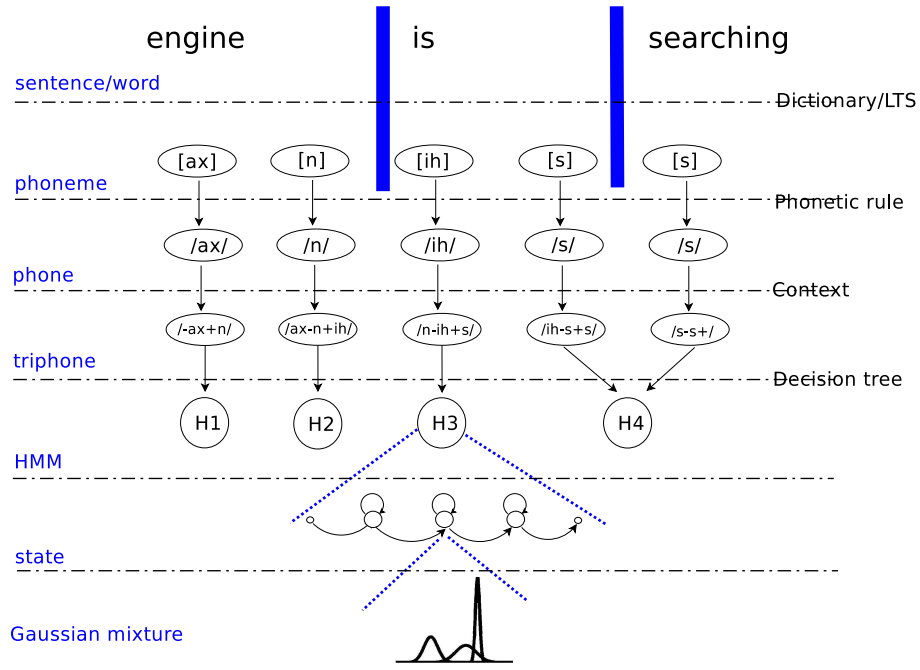 engine is searching
sentence/word
Dictionary/LTS
[ax] [n] [ih] [s] [s]
phoneme
Phonetic rule
/ax/ /n/ /ih/ /s/ /s/
phone
Context
/-ax+n/ /ax-n+ih/ /n-ih+s/ /ih-s+s/ /s-s+/
triphone
Decision tree
H1 H2 H3 H4
HMM
state
Gaussian mixture